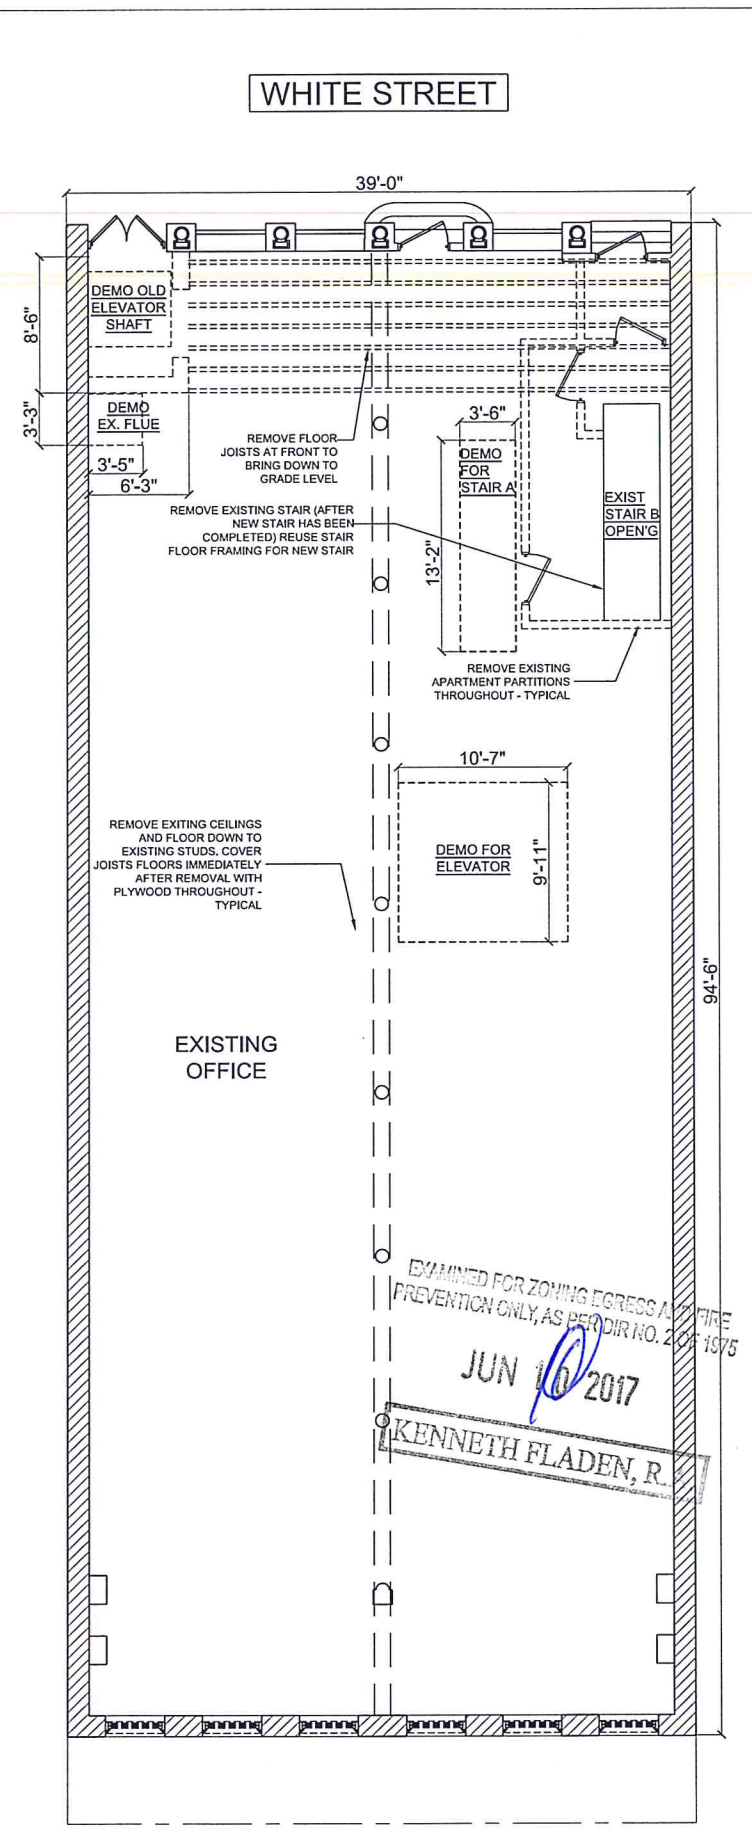 WHITE STREET
39'-0"
DEMO OLD
ELEVATOR
SHAFT
8'-6"
DEMO
EX. FLUE
3'-3"
3'-5"
6'-3"
REMOVE FLOOR
JOISTS AT FRONT TO
BRING DOWN TO
GRADE LEVEL
3'-6"
DEMO
FOR
STAIR A
13'-2"
EXIST
STAIR B
OPEN'G
REMOVE EXISTING STAIR (AFTER
NEW STAIR HAS BEEN
COMPLETED) REUSE STAIR
FLOOR FRAMING FOR NEW STAIR
REMOVE EXISTING
APARTMENT PARTITIONS
THROUGHOUT - TYPICAL
10'-7"
DEMO FOR
ELEVATOR
9'-11"
REMOVE EXITING CEILINGS
AND FLOOR DOWN TO
EXISTING STUDS, COVER
JOISTS FLOORS IMMEDIATELY
AFTER REMOVAL WITH
PLYWOOD THROUGHOUT -
TYPICAL
94'-6"
EXISTING
OFFICE
EXAMINED FOR ZONING EGRESS AND FIRE
PREVENTION ONLY, AS PER DIR NO. 2 OF 1975
JUN 2017
KENNETH FLADEN, R.